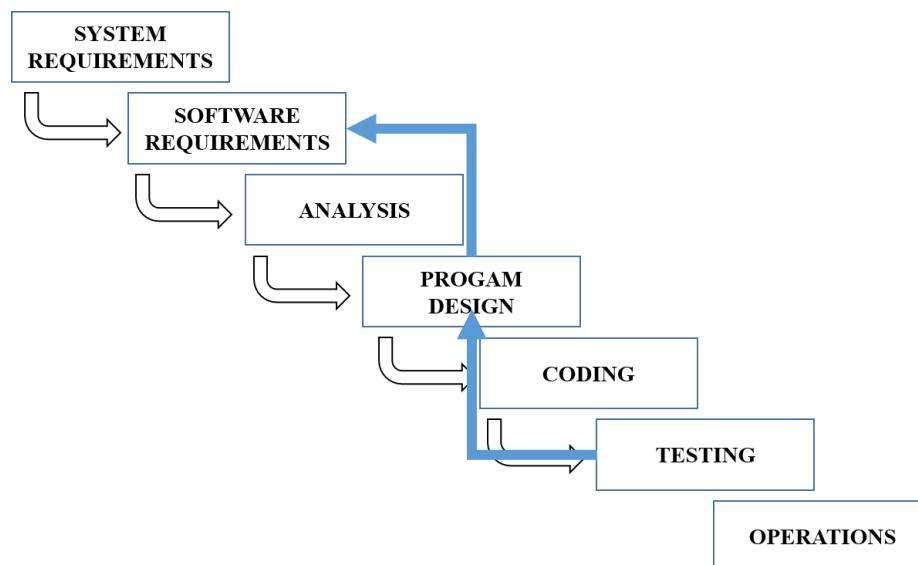 SYSTEM
REQUIREMENTS
SOFTWARE
REQUIREMENTS
ANALYSIS
PROGAM
DESIGN
CODING
TESTING
OPERATIONS